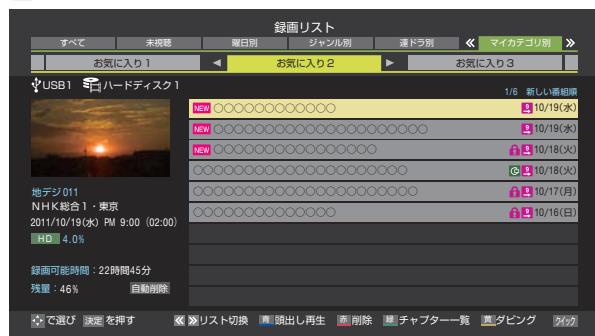 録画リスト
すべて 未視聴 曜日別 ジャンル別 連ドラ別 マイカテゴリ別
お気に入り1 お気に入り2 お気に入り3
USB1 ハードディスク1
1/6 新しい番組順
NEW ○○○○○○○○○○○○ 10/19(水)
NEW ○○○○○○○○○○○○○○○○○○○○○ 10/19(水)
NEW ○○○○○○○○○○○○○○○○ 10/18(火)
○○○○○○○○○○○○○○○○○○○○○ 10/18(火)
○○○○○○○○○○○○○○○○○○○○○○ 10/17(月)
○○○○○○○○○○○○○○ 10/16(日)
地デジ011
NHK総合1・東京
2011/10/19(水) PM 9:00 (02:00)
HD 4.0%
録画可能時間：22時間45分
残量：46% 自動削除
で選び 決定 を押す リスト切換 青 頭出し再生 赤 削除 緑 チャプター一覧 黄 ダビング クイック